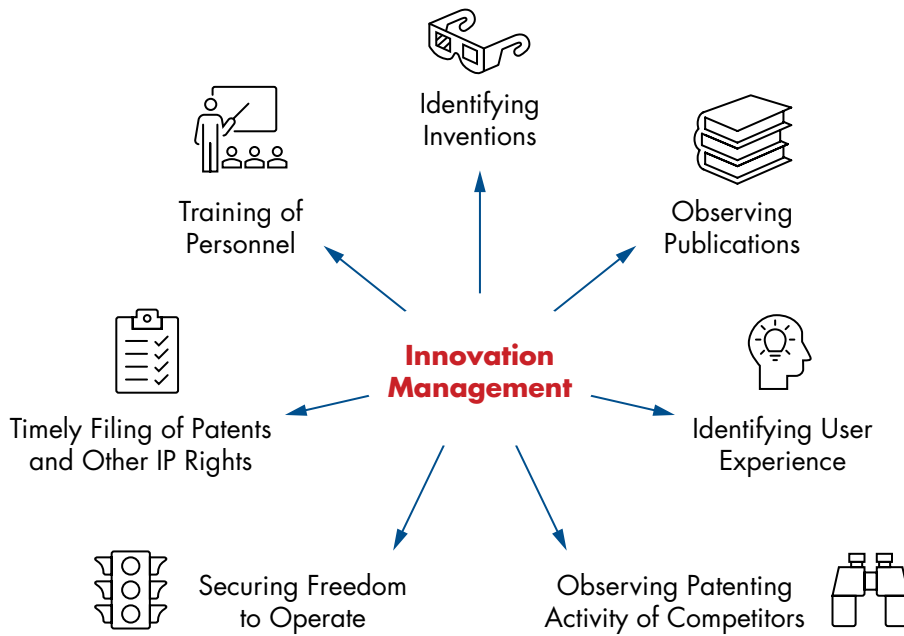 Identifying
Inventions
Training of
Personnel
Observing
Publications
Innovation
Management
Timely Filing of Patents
and Other IP Rights
Identifying User
Experience
Securing Freedom
to Operate
Observing Patenting
Activity of Competitors